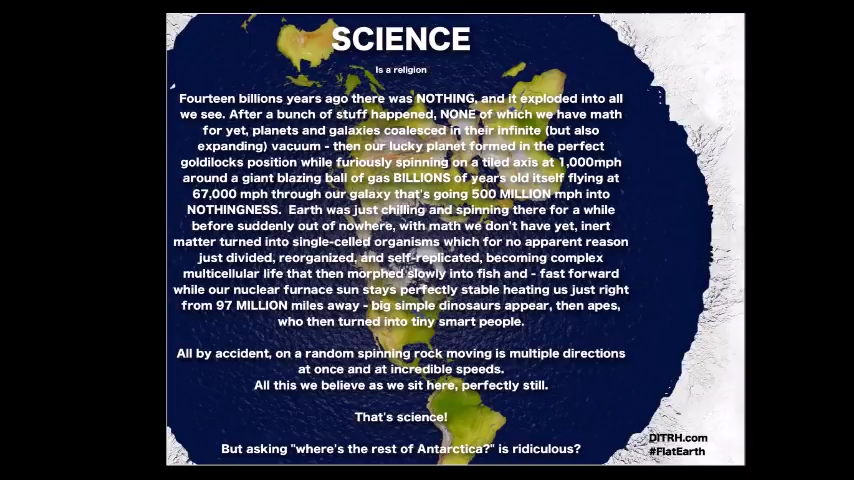 SCIENCE
Is a religion
Fourteen billions years ago there was NOTHING, and it exploded into all
we see. After a bunch of stuff happened, NONE of which we have math
for yet, planets and galaxies coalesced in their infinite (but also
expanding) vacuum - then our lucky planet formed in the perfect
goldilocks position while furiously spinning on a tiled axis at 1,000mph
around a giant blazing ball of gas BILLIONS of years old itself flying at
67,000 mph through our galaxy that's going 500 MILLION mph into
NOTHINGNESS. Earth was just chilling and spinning there for a while
before suddenly out of nowhere, with math we don't have yet, inert
matter turned into single-celled organisms which for no apparent reason
just divided, reorganized, and self-replicated, becoming complex
multicellular life that then morphed slowly into fish and - fast forward
while our nuclear furnace sun stays perfectly stable heating us just right
from 97 MILLION miles away - big simple dinosaurs appear, then apes,
who then turned into tiny smart people.
All by accident, on a random spinning rock moving is multiple directions
at once and at incredible speeds.
All this we believe as we sit here, perfectly still.
That's science!
But asking "where's the rest of Antarctica?" is ridiculous?
DITRH.com
#FlatEarth